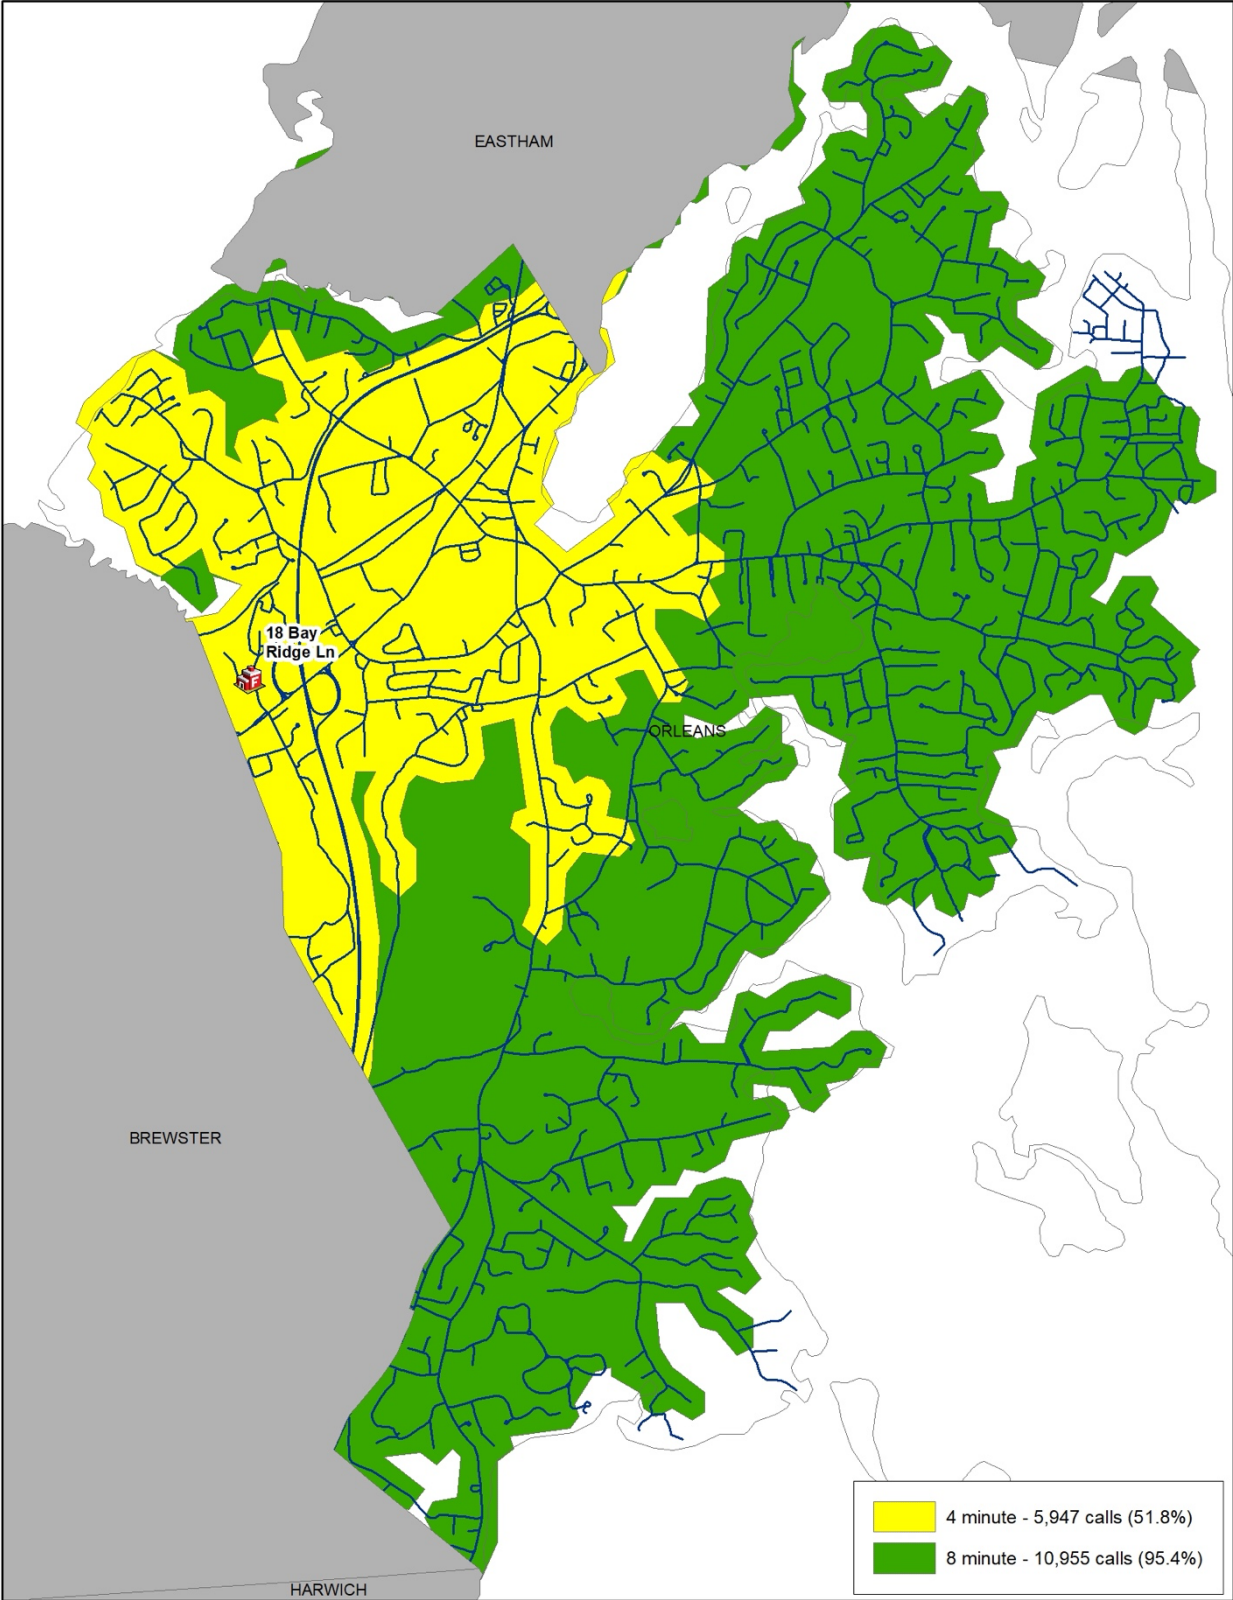 EASTHAM
18 Bay
Ridge Ln
ORLEANS
BREWSTER
4 minute - 5,947 calls (51.8%)
8 minute - 10,955 calls (95.4%)
HARWICH